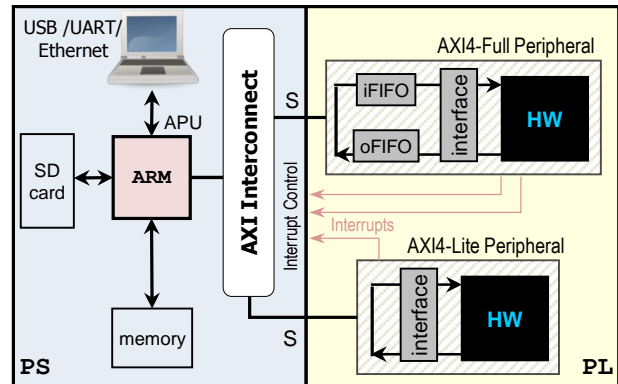 USB /UART/
Ethernet
APU
SD
card
ARM
memory
PS
AXI Interconnect
S
S
Interrupt Control
AXI4-Full Peripheral
iFIFO
oFIFO
interface
HW
Interrupts
AXI4-Lite Peripheral
interface
HW
PL